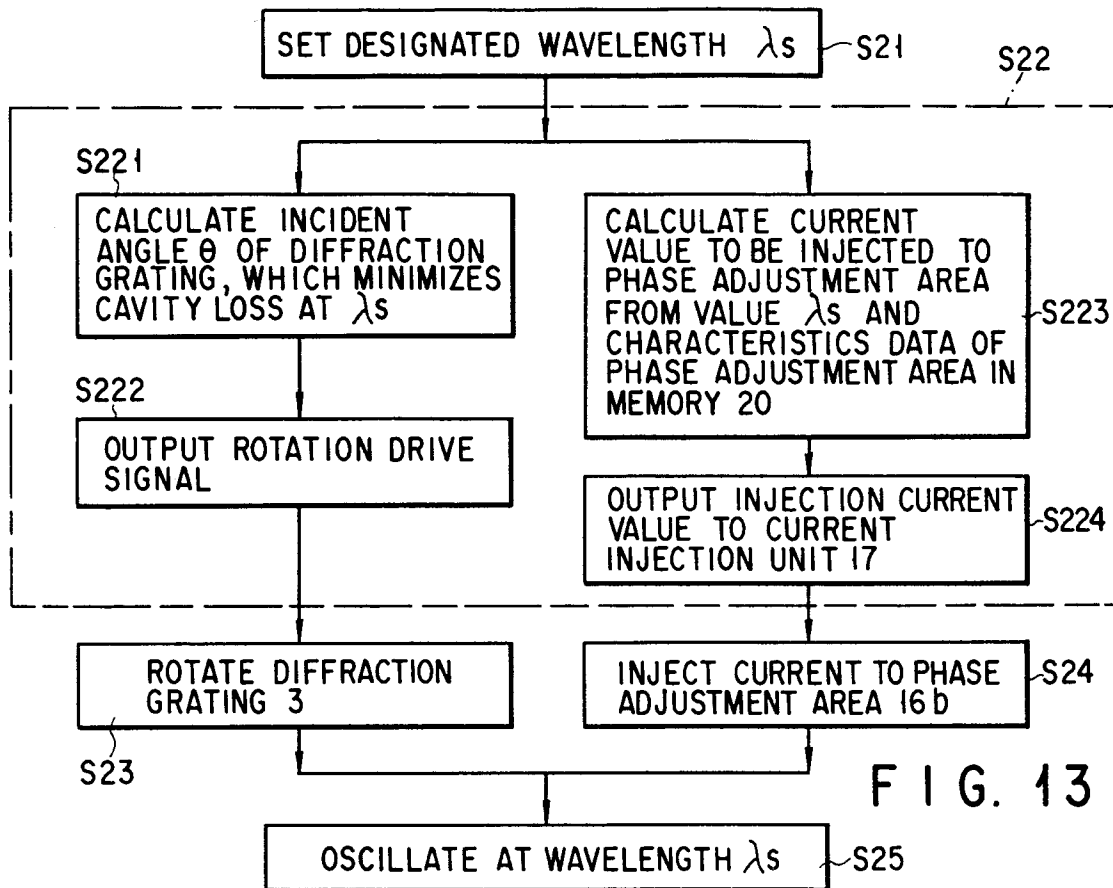 SET DESIGNATED WAVELENGTH λs
S21
S22
S221
CALCULATE INCIDENT
ANGLE θ OF DIFFRACTION
GRATING, WHICH MINIMIZES
CAVITY LOSS AT λs
CALCULATE CURRENT
VALUE TO BE INJECTED TO
PHASE ADJUSTMENT AREA
FROM VALUE λs AND
CHARACTERISTICS DATA OF
PHASE ADJUSTMENT AREA IN
MEMORY 20
S223
S222
OUTPUT ROTATION DRIVE
SIGNAL
OUTPUT INJECTION CURRENT
VALUE TO CURRENT
INJECTION UNIT 17
S224
ROTATE DIFFRACTION
GRATING 3
S23
INJECT CURRENT TO PHASE
ADJUSTMENT AREA 16b
S24
FIG. 13
OSCILLATE AT WAVELENGTH λs
S25